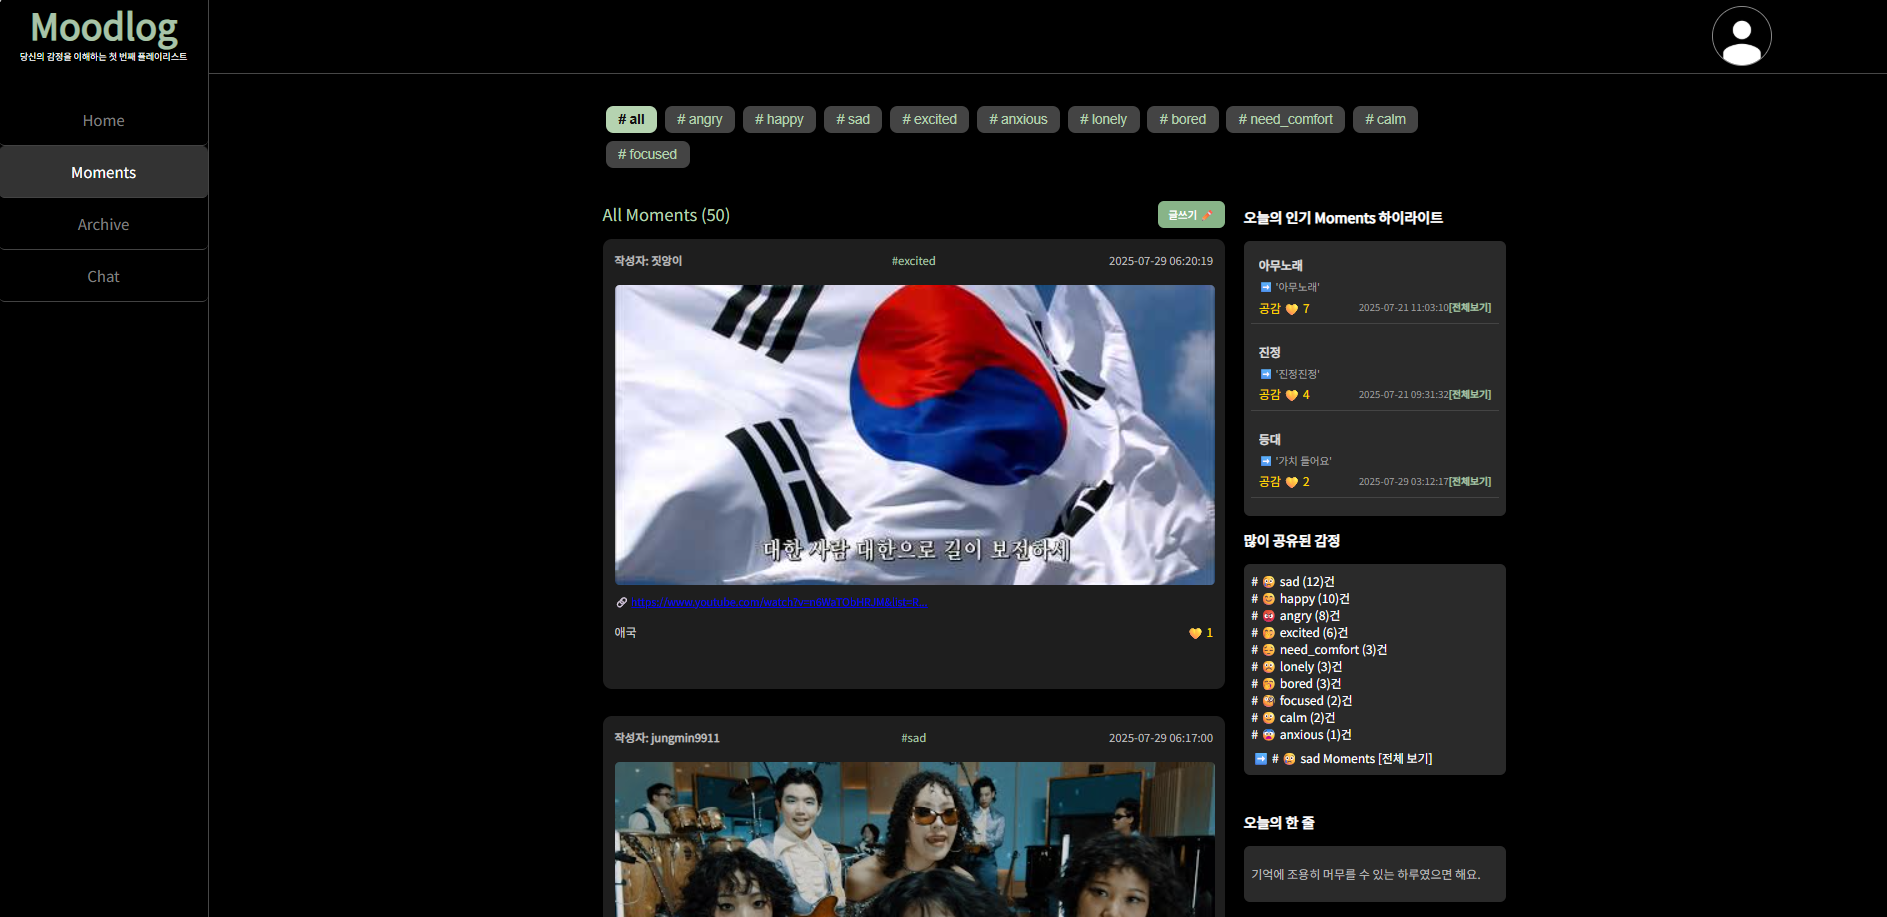 Moodlog
당신의 감정을 이해하는 첫 번째 플레이리스트
Home
Moments
Archive
Chat
# all # angry # happy # sad # excited # anxious # lonely # bored # need_comfort # calm
# focused
All Moments (50)
글쓰기
작성자: 짓앙이 #excited 2025-07-29 06:20:19
대한 사람 대한으로 길이 보전하세
애국 1
작성자: jungmin9911 #sad 2025-07-29 06:17:00
오늘의 인기 Moments 하이라이트
아무노래
'아무노래'
공감 7 2025-07-21 11:03:10[전체보기]
진정
'진정진정'
공감 4 2025-07-21 09:31:32[전체보기]
등대
'가치 들어요'
공감 2 2025-07-29 03:12:17[전체보기]
많이 공유된 감정
# sad (12)건
# happy (10)건
# angry (8)건
# excited (6)건
# need_comfort (3)건
# lonely (3)건
# bored (3)건
# focused (2)건
# calm (2)건
# anxious (1)건
# sad Moments [전체 보기]
오늘의 한 줄
기억에 조용히 머무를 수 있는 하루였으면 해요.